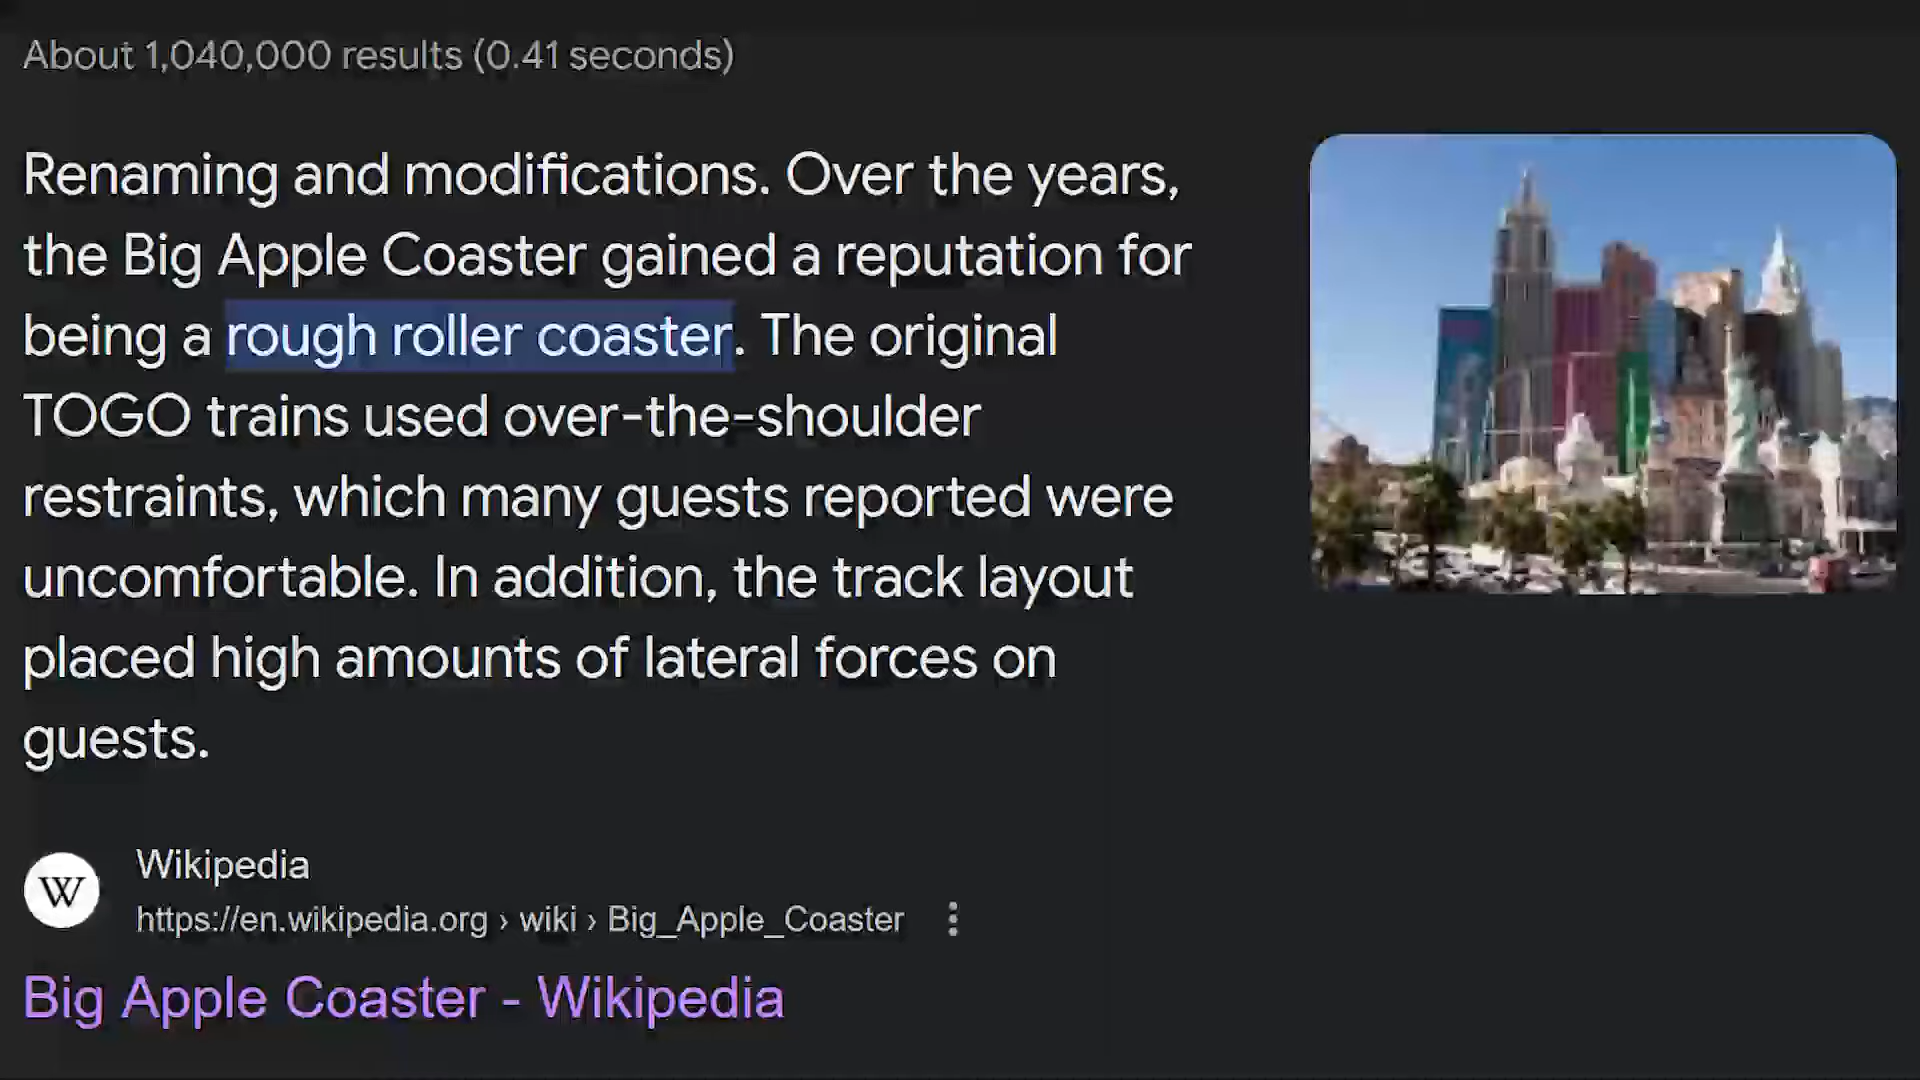 About 1,040,000 results (0.41 seconds)
Renaming and modifications. Over the years,
the Big Apple Coaster gained a reputation for
being a rough roller coaster. The original
TOGO trains used over-the-shoulder
restraints, which many guests reported were
uncomfortable. In addition, the track layout
placed high amounts of lateral forces on
guests.
W
Wikipedia
https://en.wikipedia.org › wiki › Big_Apple_Coaster
Big Apple Coaster - Wikipedia